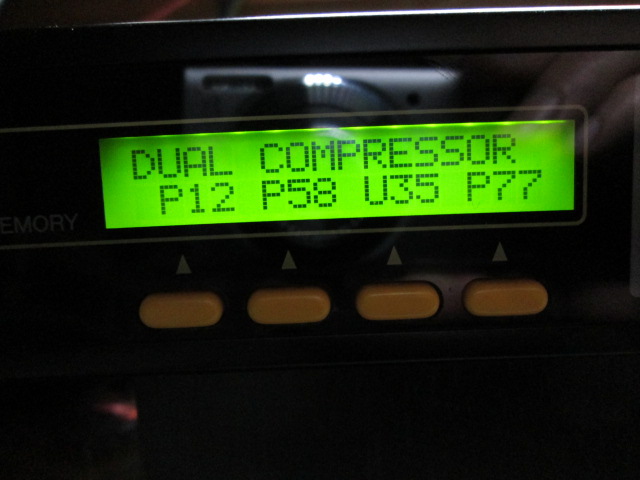 DUAL COMPRESSOR
P12 P58 U35 P77
EMORY